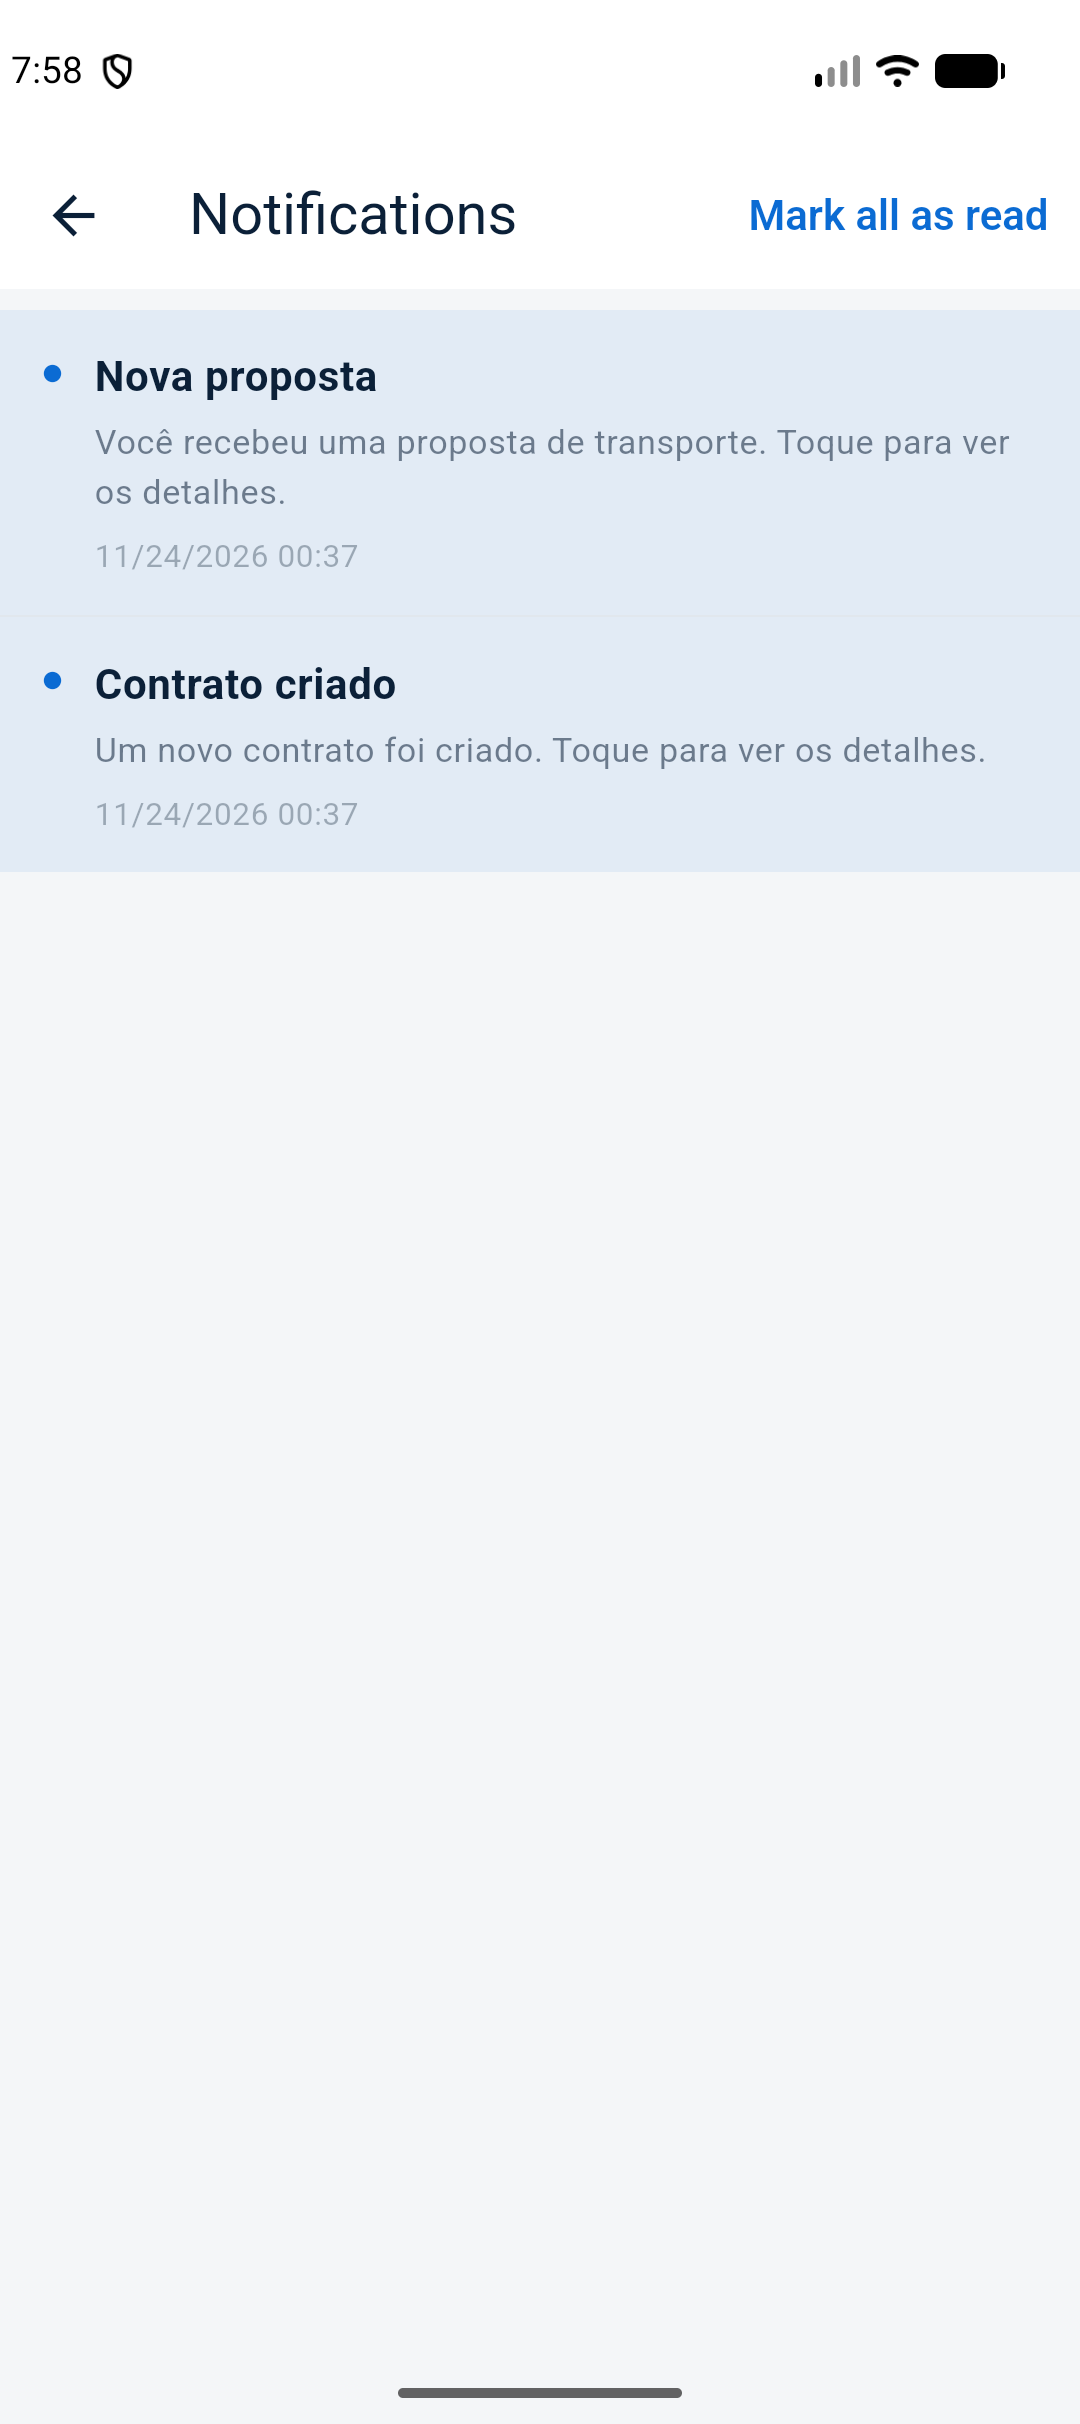 7:58
Notifications
Mark all as read
Nova proposta
Você recebeu uma proposta de transporte. Toque para ver
os detalhes.
11/24/2026 00:37
Contrato criado
Um novo contrato foi criado. Toque para ver os detalhes.
11/24/2026 00:37